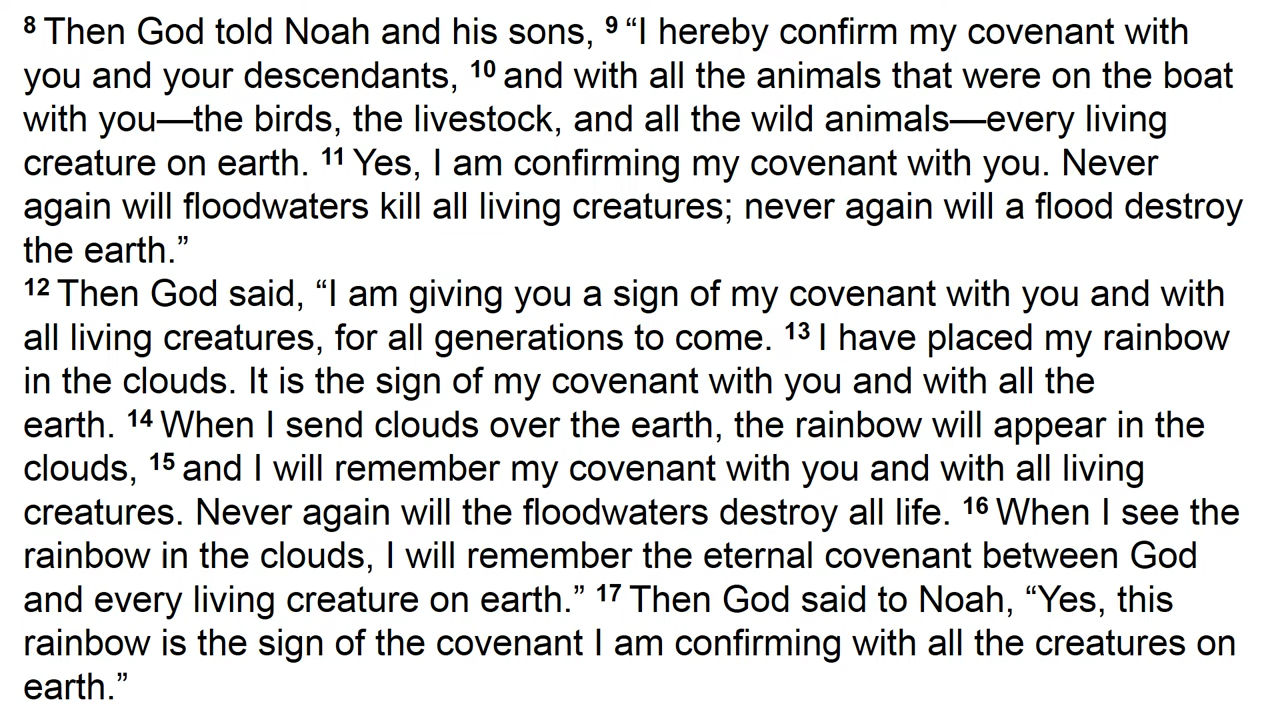 8 Then God told Noah and his sons, 9 “I hereby confirm my covenant with
you and your descendants, 10 and with all the animals that were on the boat
with you—the birds, the livestock, and all the wild animals—every living
creature on earth. 11 Yes, I am confirming my covenant with you. Never
again will floodwaters kill all living creatures; never again will a flood destroy
the earth.”
12 Then God said, “I am giving you a sign of my covenant with you and with
all living creatures, for all generations to come. 13 I have placed my rainbow
in the clouds. It is the sign of my covenant with you and with all the
earth. 14 When I send clouds over the earth, the rainbow will appear in the
clouds, 15 and I will remember my covenant with you and with all living
creatures. Never again will the floodwaters destroy all life. 16 When I see the
rainbow in the clouds, I will remember the eternal covenant between God
and every living creature on earth.” 17 Then God said to Noah, “Yes, this
rainbow is the sign of the covenant I am confirming with all the creatures on
earth.”